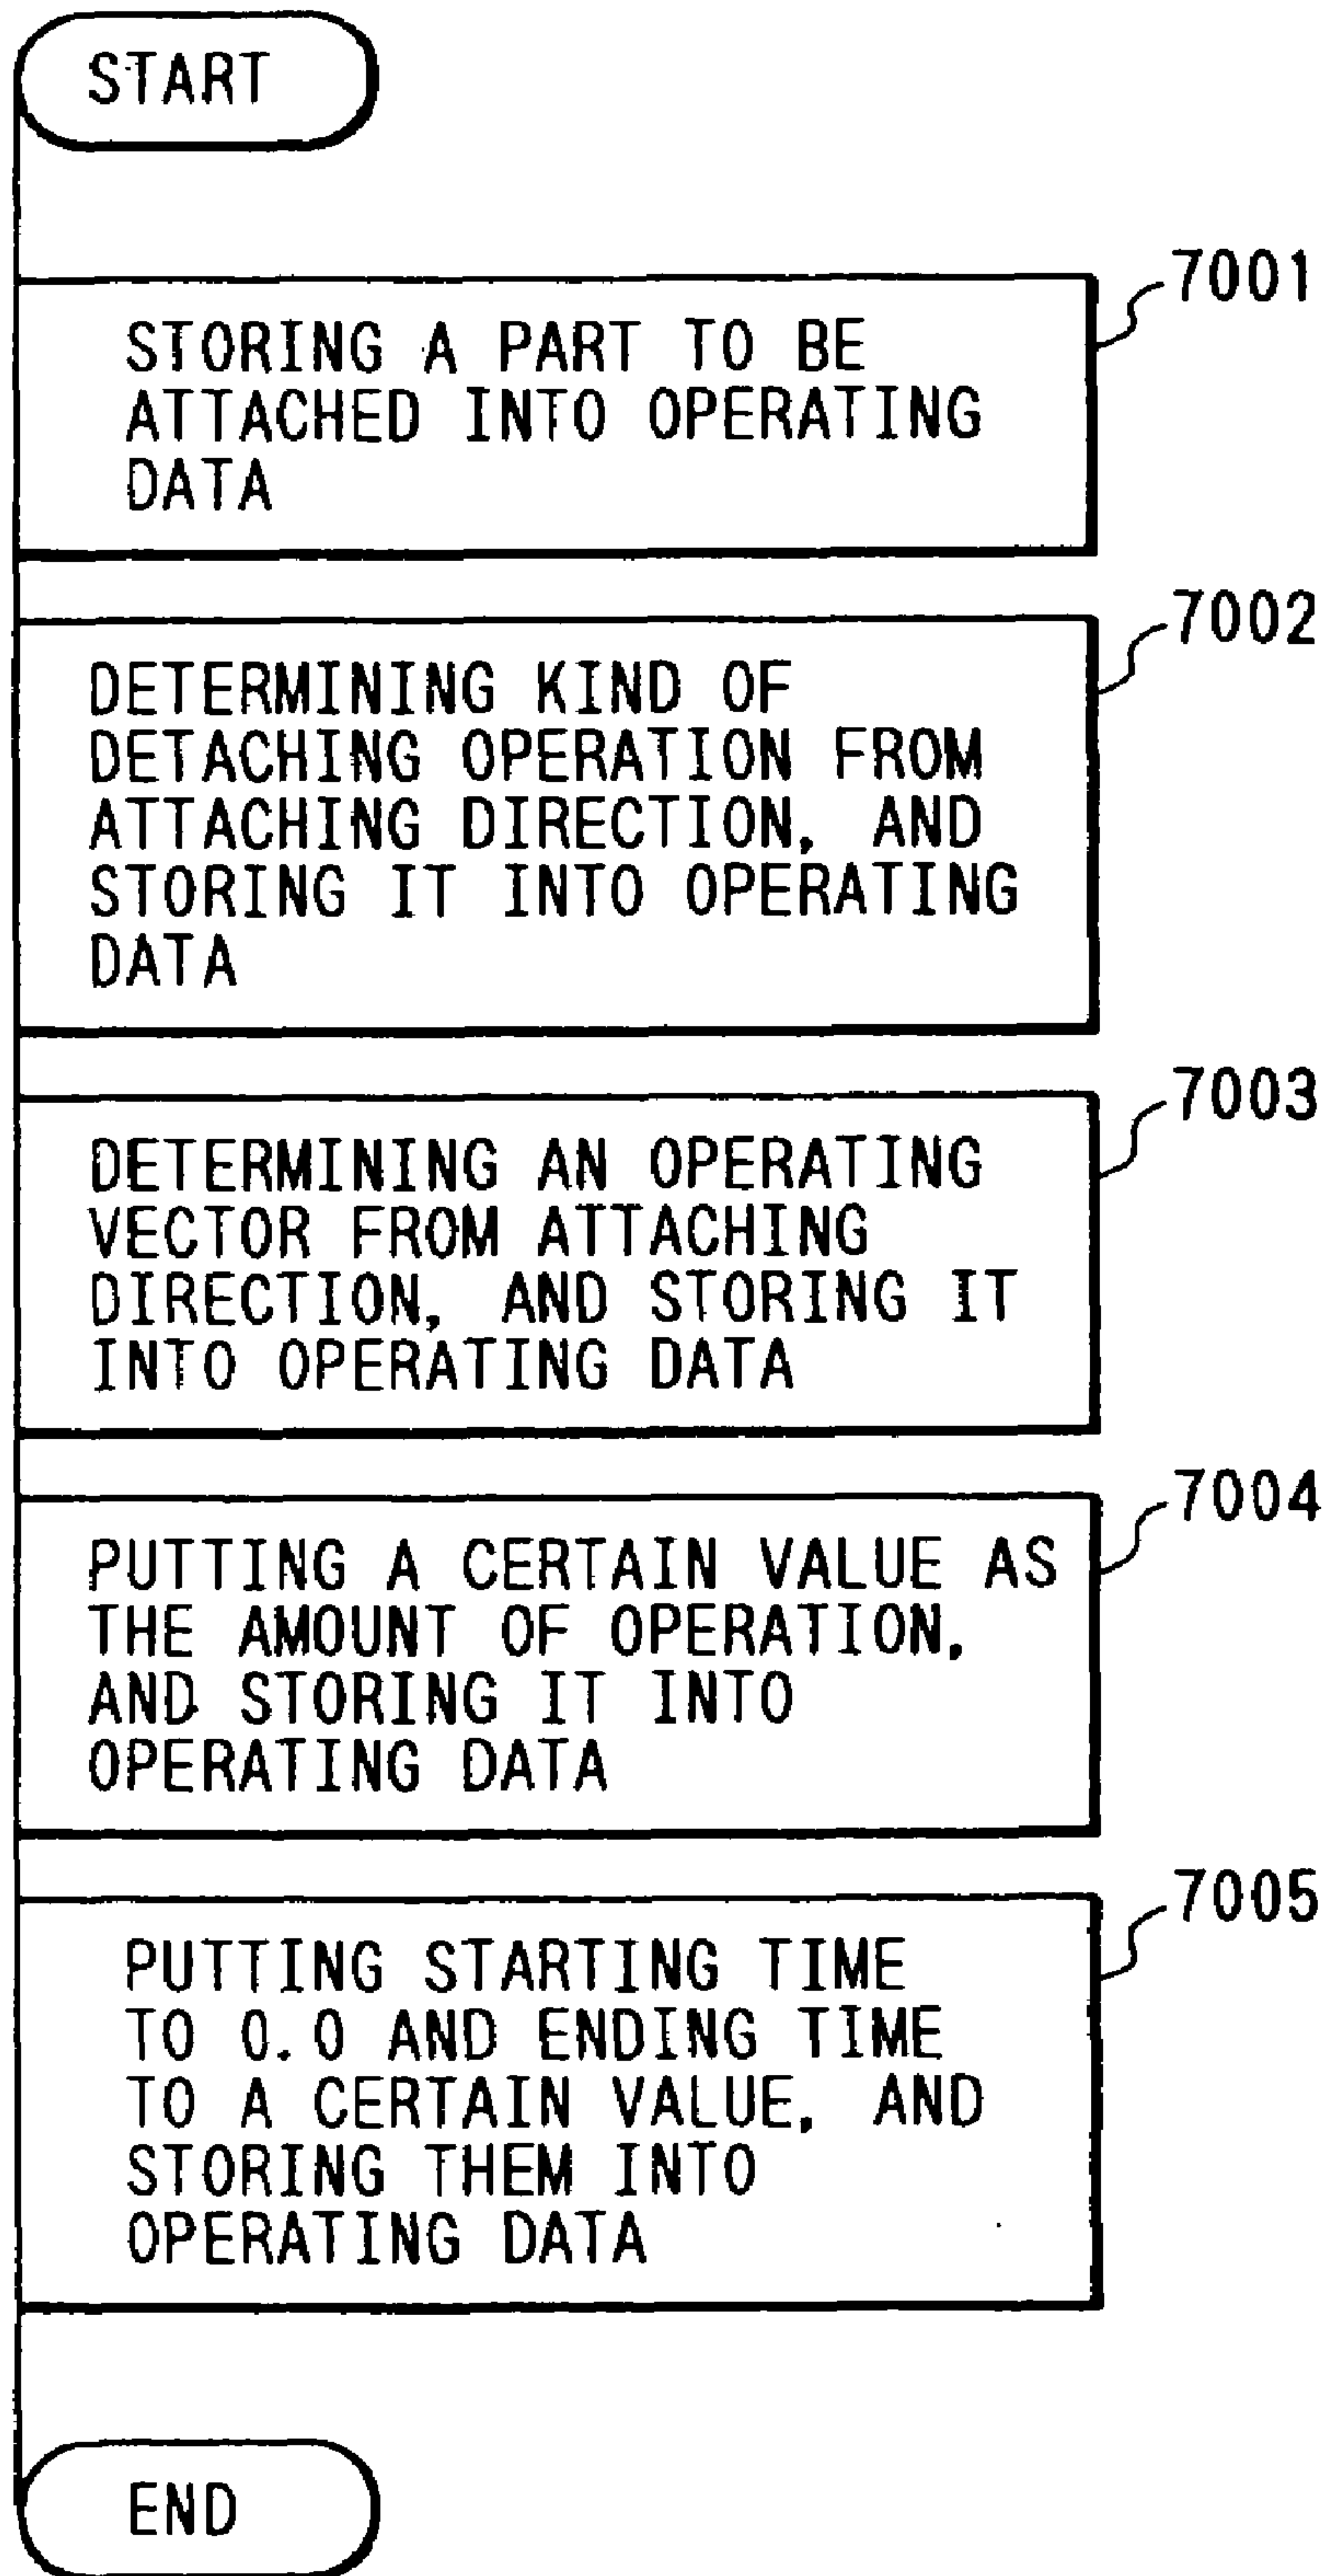 START
7001
STORING A PART TO BE
ATTACHED INTO OPERATING
DATA
7002
DETERMINING KIND OF
DETACHING OPERATION FROM
ATTACHING DIRECTION, AND
STORING IT INTO OPERATING
DATA
7003
DETERMINING AN OPERATING
VECTOR FROM ATTACHING
DIRECTION, AND STORING IT
INTO OPERATING DATA
7004
PUTTING A CERTAIN VALUE AS
THE AMOUNT OF OPERATION,
AND STORING IT INTO
OPERATING DATA
7005
PUTTING STARTING TIME
TO 0.0 AND ENDING TIME
TO A CERTAIN VALUE, AND
STORING THEM INTO
OPERATING DATA
END